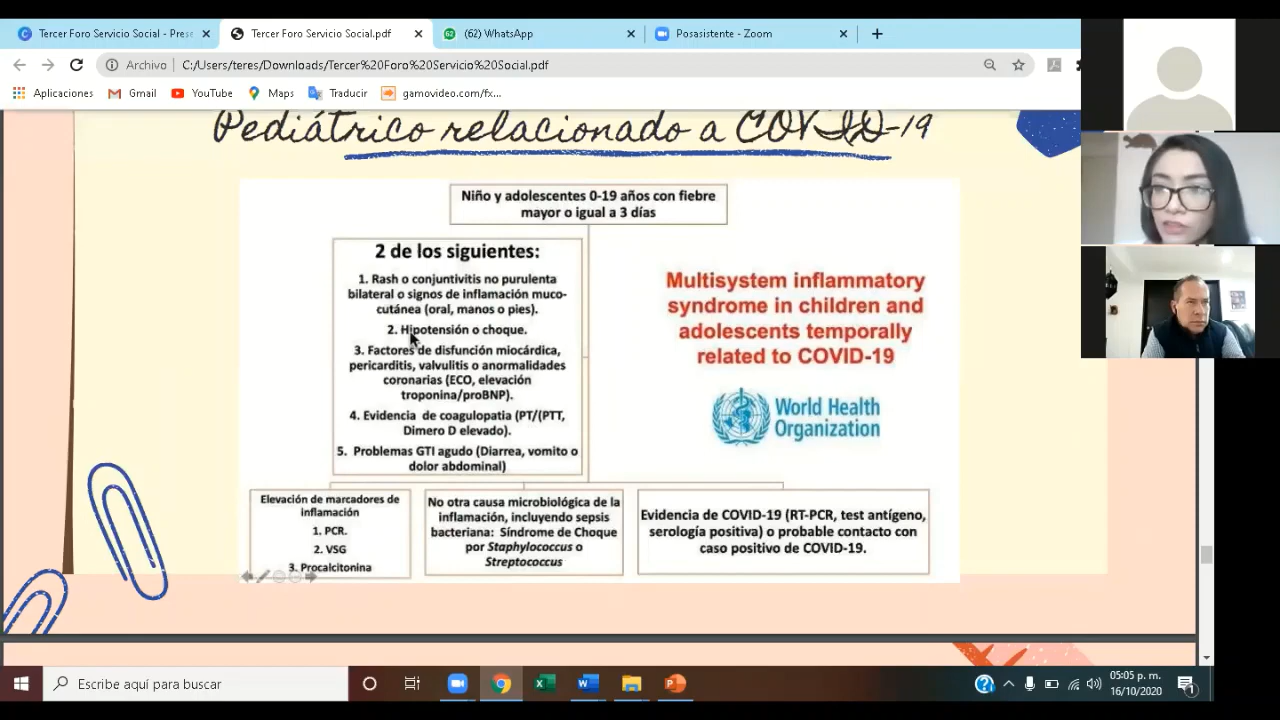 Tercer Foro Servicio Social - Prese
Tercer Foro Servicio Social.pdf
(62) WhatsApp
Posasistente - Zoom
Archivo
C:/Users/teres/Downloads/Tercer%20Foro%20Servicio%20Social.pdf
Aplicaciones
Gmail
YouTube
Maps
Traducir
gamovideo.com/fx...
Pediátrico relacionado a COVID-19
Niño y adolescentes 0-19 años con fiebre
mayor o igual a 3 días
2 de los siguientes:
1. Rash o conjuntivitis no purulenta
bilateral o signos de inflamación muco-
cutánea (oral, manos o pies).
2. Hipotensión o choque.
3. Factores de disfunción miocárdica,
pericarditis, valvulitis o anormalidades
coronarias (ECO, elevación
troponina/proBNP).
4. Evidencia de coagulopatia (PT/(PTT,
Dimero D elevado).
5. Problemas GTI agudo (Diarrea, vomito o
dolor abdominal)
Multisystem inflammatory
syndrome in children and
adolescents temporally
related to COVID-19
World Health
Organization
Elevación de marcadores de
inflamación
1. PCR.
2. VSG
3. Procalcitonina
No otra causa microbiológica de la
inflamación, incluyendo sepsis
bacteriana: Síndrome de Choque
por Staphylococcus o
Streptococcus
Evidencia de COVID-19 (RT-PCR, test antígeno,
serología positiva) o probable contacto con
caso positivo de COVID-19.
Escribe aquí para buscar
05:05 p. m.
16/10/2020
1